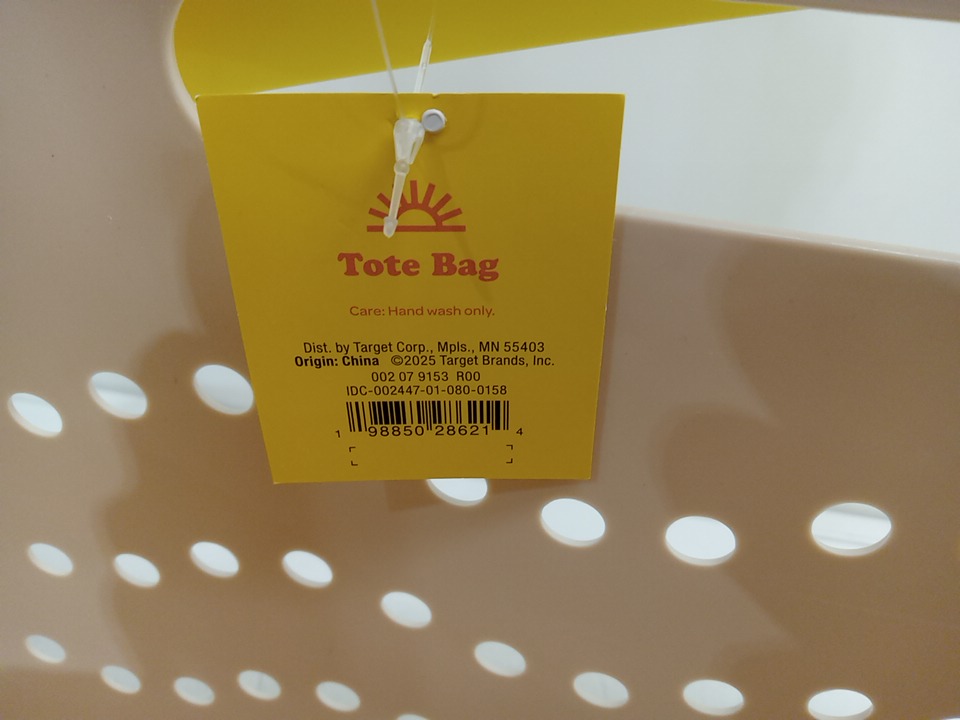 Tote Bag
Care: Hand wash only.
Dist. by Target Corp., Mpls., MN 55403
Origin: China ©2025 Target Brands, Inc.
002 07 9153 R00
IDC-002447-01-080-0158
1 98850 28621 4